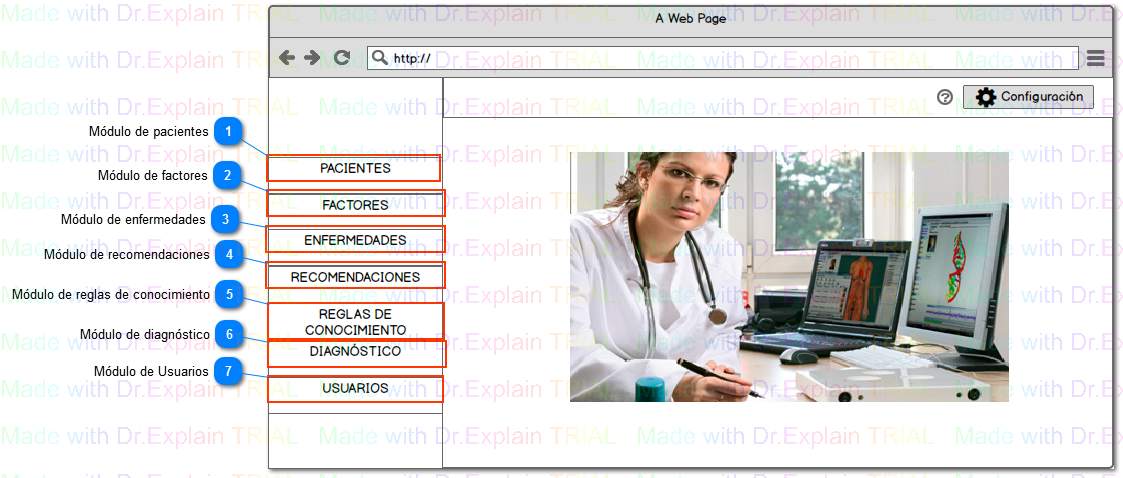 Made with Dr.Explain TRIAL
A Web Page
http://
Configuración
Módulo de pacientes 1
PACIENTES
Módulo de factores 2
FACTORES
Módulo de enfermedades 3
ENFERMEDADES
Módulo de recomendaciones 4
RECOMENDACIONES
Módulo de reglas de conocimiento 5
REGLAS DE
CONOCIMIENTO
Módulo de diagnóstico 6
DIAGNÓSTICO
Módulo de Usuarios 7
USUARIOS